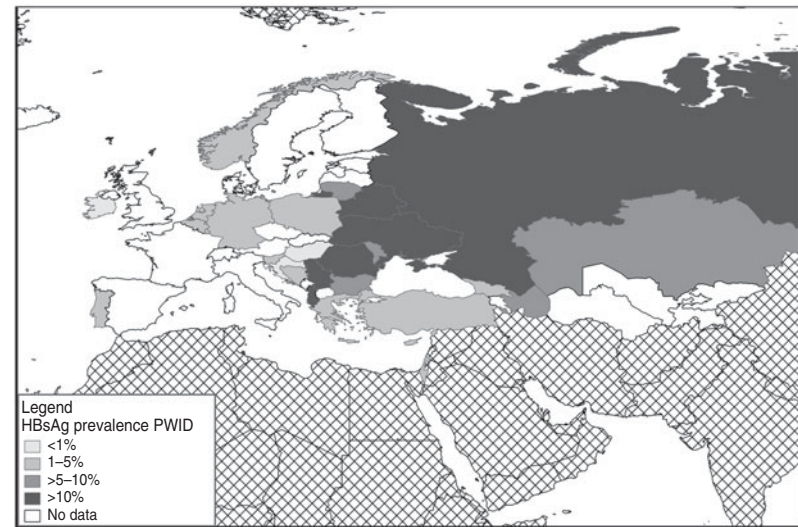 Legend
HBsAg prevalence PWID
<1%
1–5%
>5–10%
>10%
No data